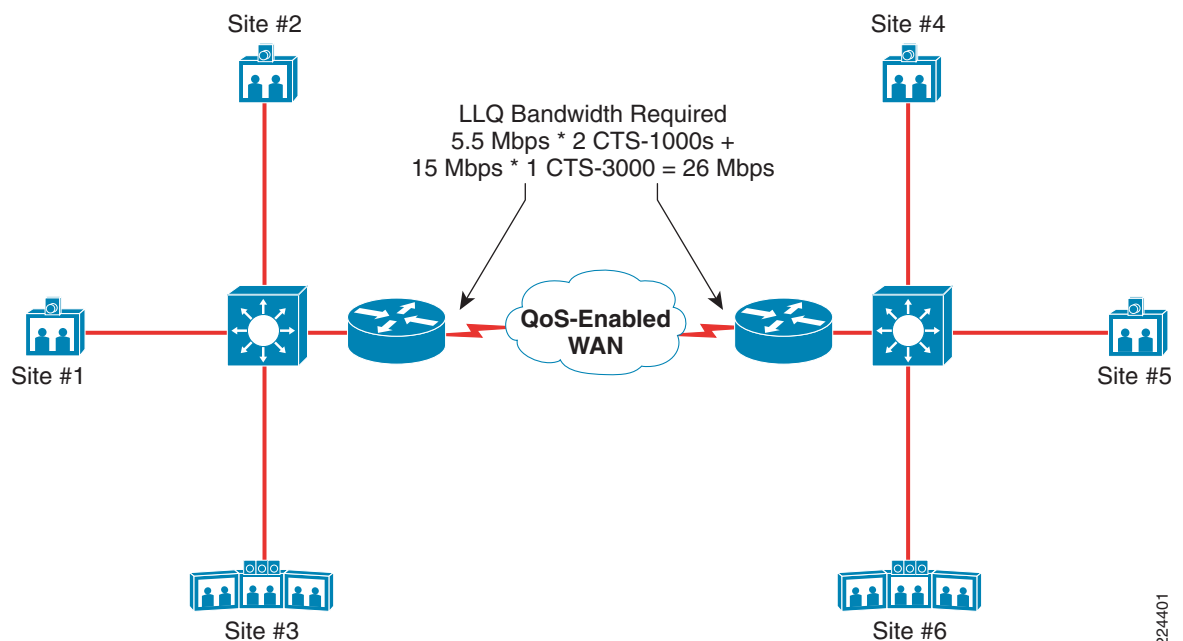 Site #2
Site #4
LLQ Bandwidth Required
5.5 Mbps * 2 CTS-1000s +
15 Mbps * 1 CTS-3000 = 26 Mbps
QoS-Enabled
WAN
Site #1
Site #5
Site #3
Site #6
224401